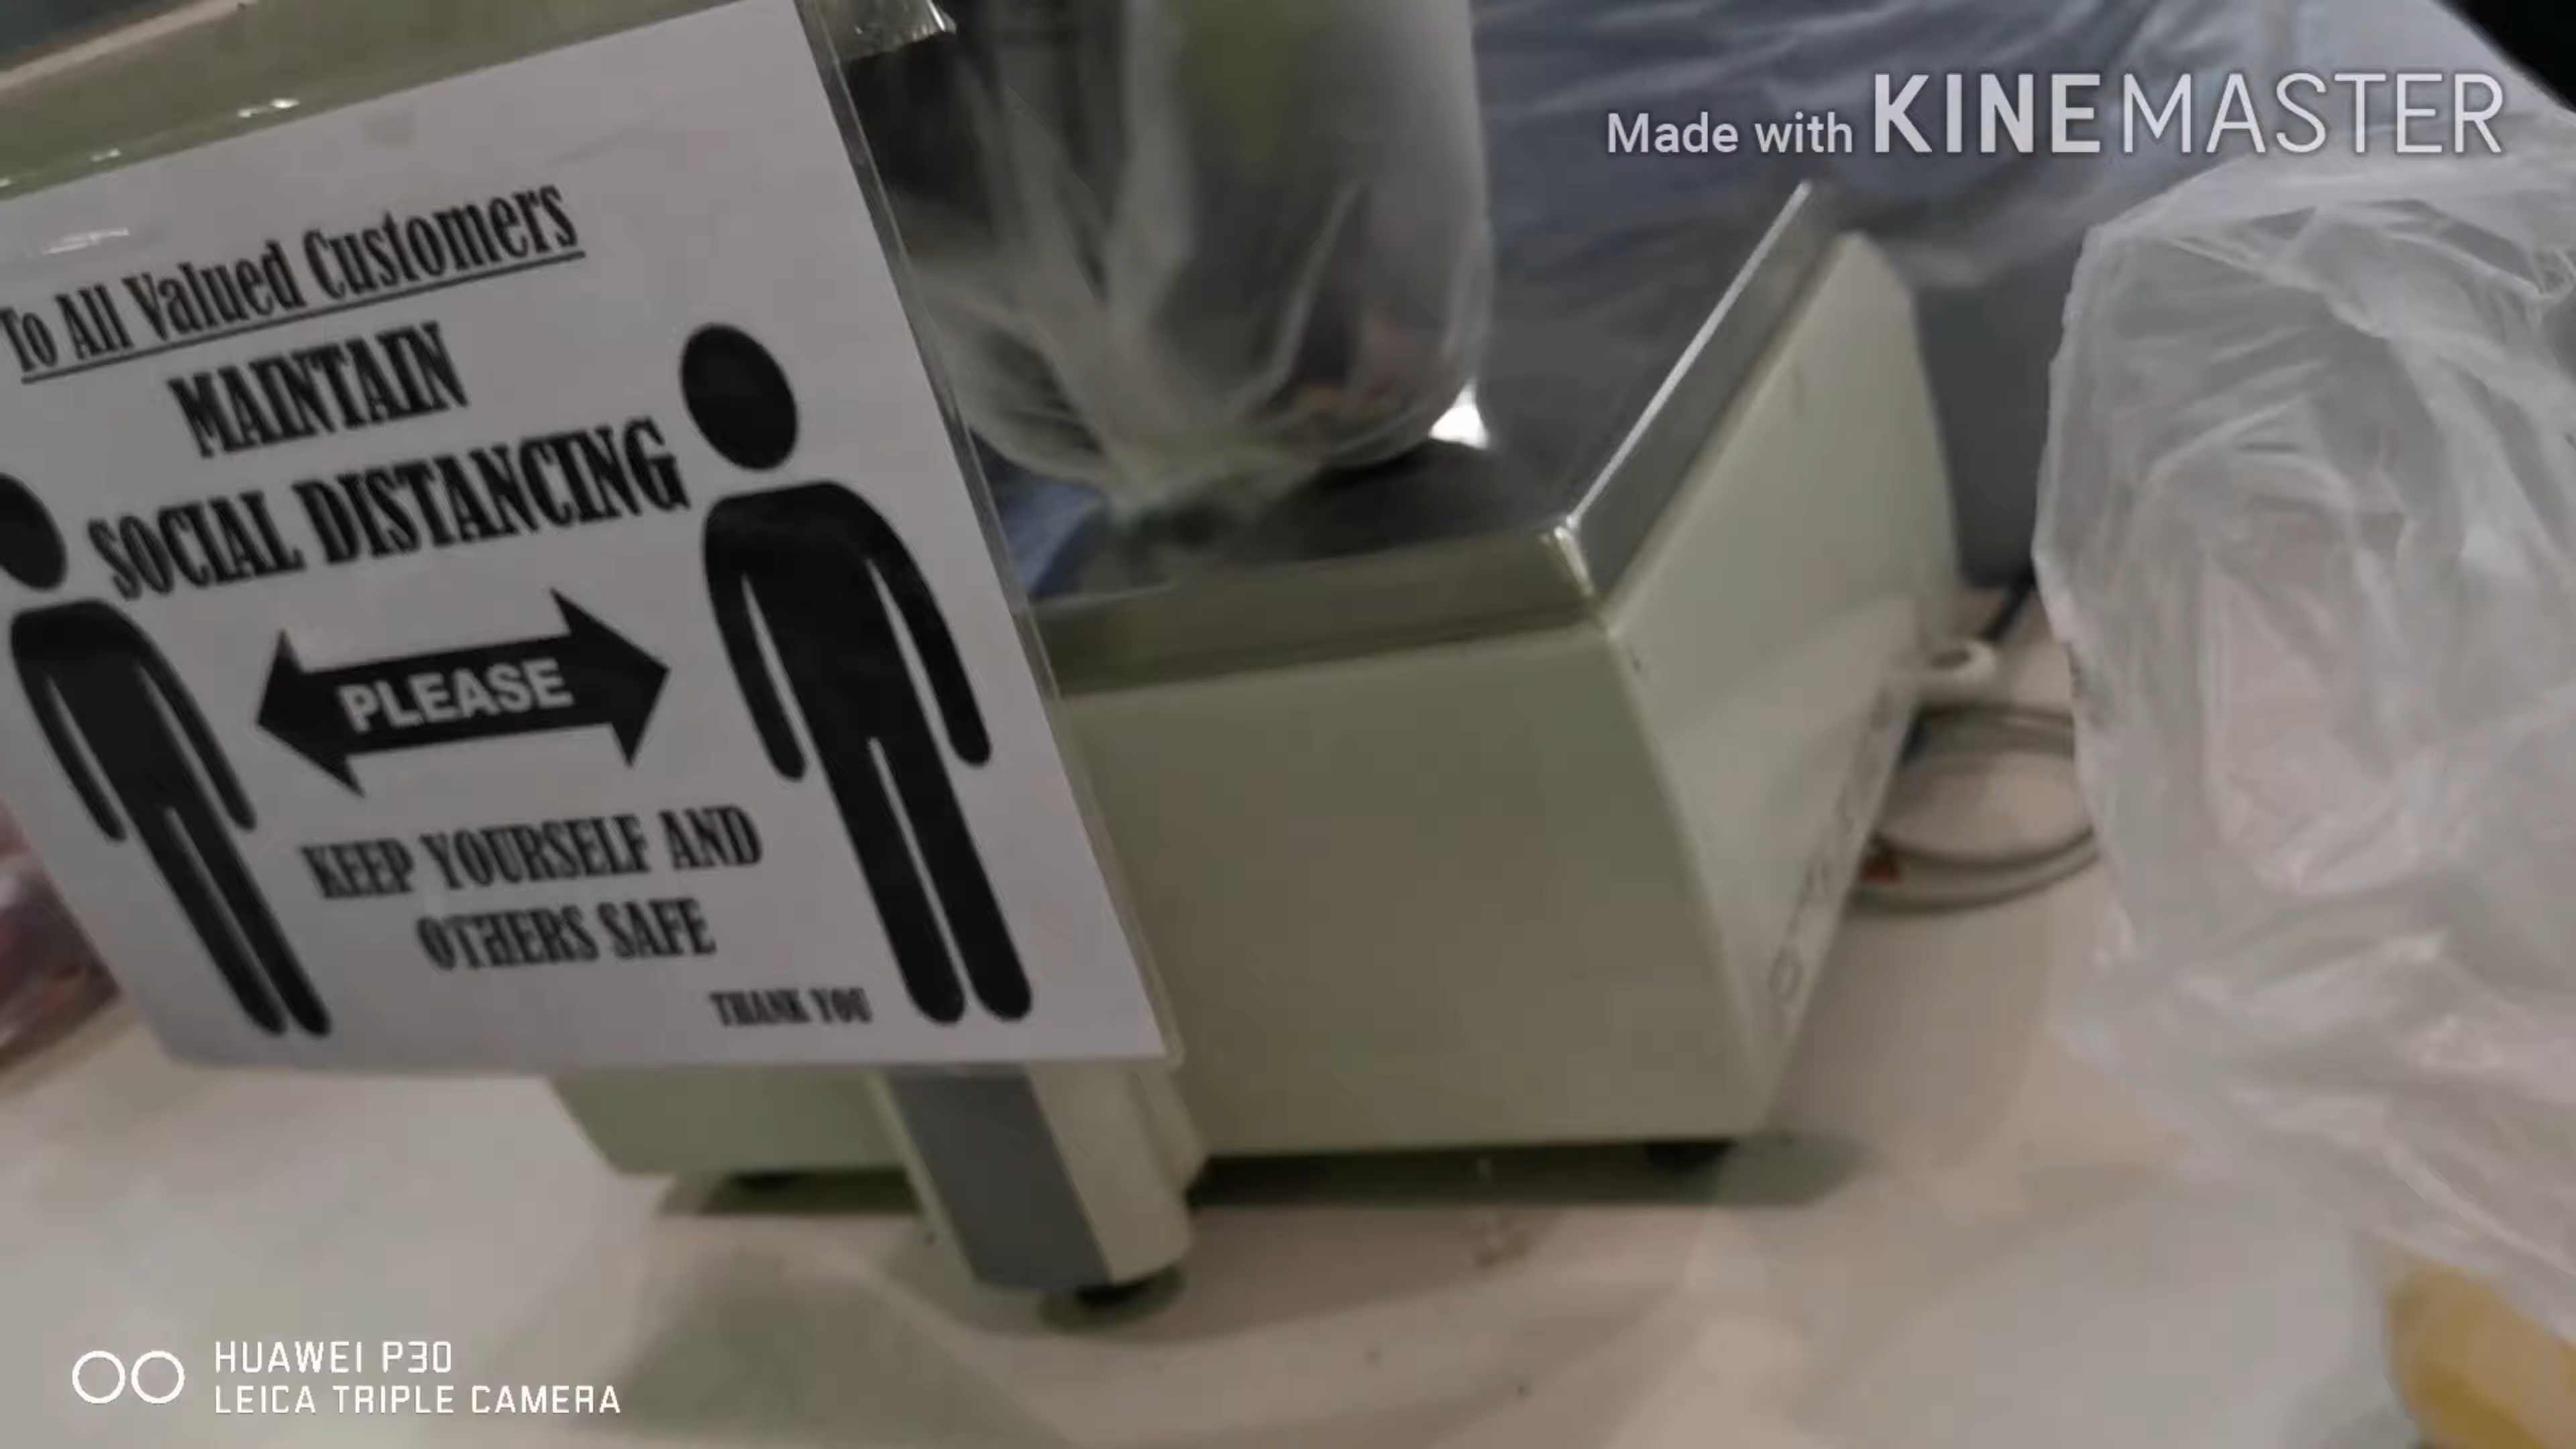 Made with KINEMASTER
To All Valued Customers
MAINTAIN
SOCIAL DISTANCING
PLEASE
KEEP YOURSELF AND
OTHERS SAFE
THANK YOU
HUAWEI P30
LEICA TRIPLE CAMERA